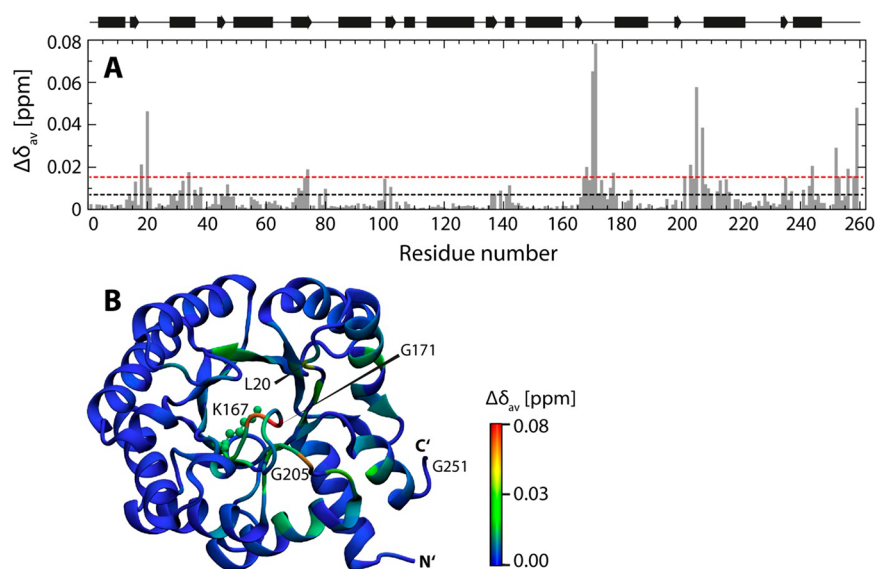 A
0.08
0.06
0.04
0.02
0
Δδav [ppm]
0 20 40 60 80 100 120 140 160 180 200 220 240 260
Residue number
B
G171
L20
K167
G205
C‘
G251
N‘
Δδav [ppm]
0.08
0.03
0.00